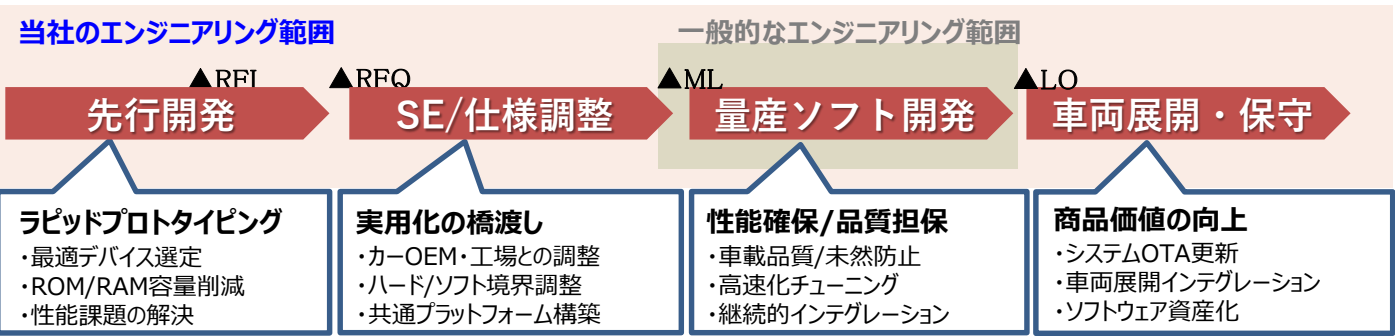 当社のエンジニアリング範囲
一般的なエンジニアリング範囲
▲RFI
▲RFQ
▲ML
▲LO
先行開発
SE/仕様調整
量産ソフト開発
車両展開・保守
ラピッドプロトタイピング
・最適デバイス選定
・ROM/RAM容量削減
・性能課題の解決
実用化の橋渡し
・カーOEM・工場との調整
・ハード/ソフト境界調整
・共通プラットフォーム構築
性能確保/品質担保
・車載品質/未然防止
・高速化チューニング
・継続的インテグレーション
商品価値の向上
・システムOTA更新
・車両展開インテグレーション
・ソフトウェア資産化